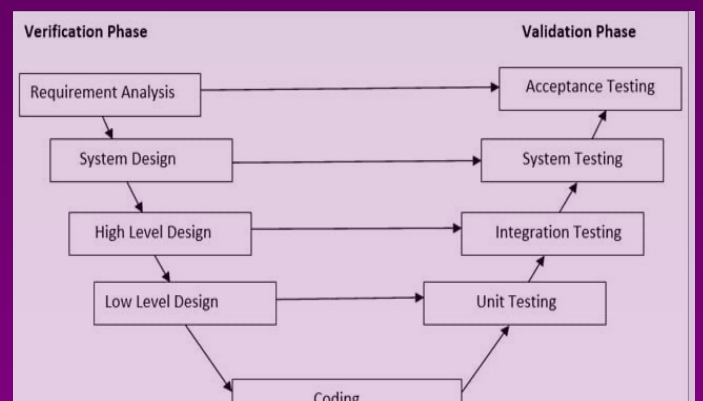 Verification Phase
Validation Phase
Requirement Analysis
Acceptance Testing
System Design
System Testing
High Level Design
Integration Testing
Low Level Design
Unit Testing
Coding